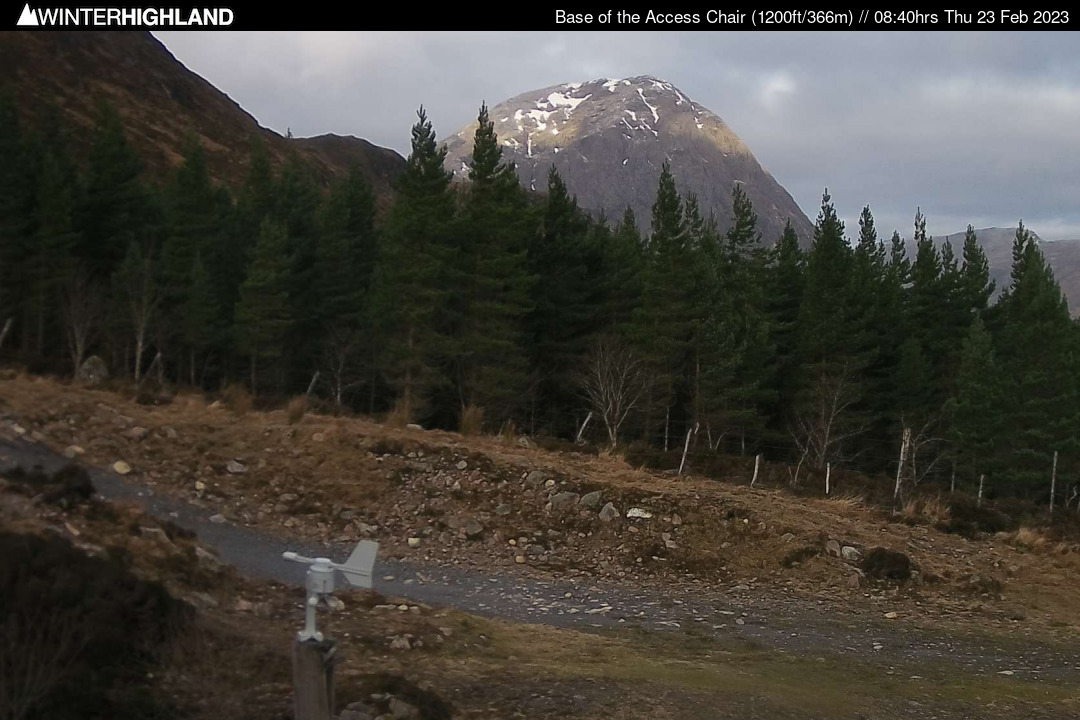 WINTERHIGHLAND
Base of the Access Chair (1200ft/366m) // 08:40hrs Thu 23 Feb 2023